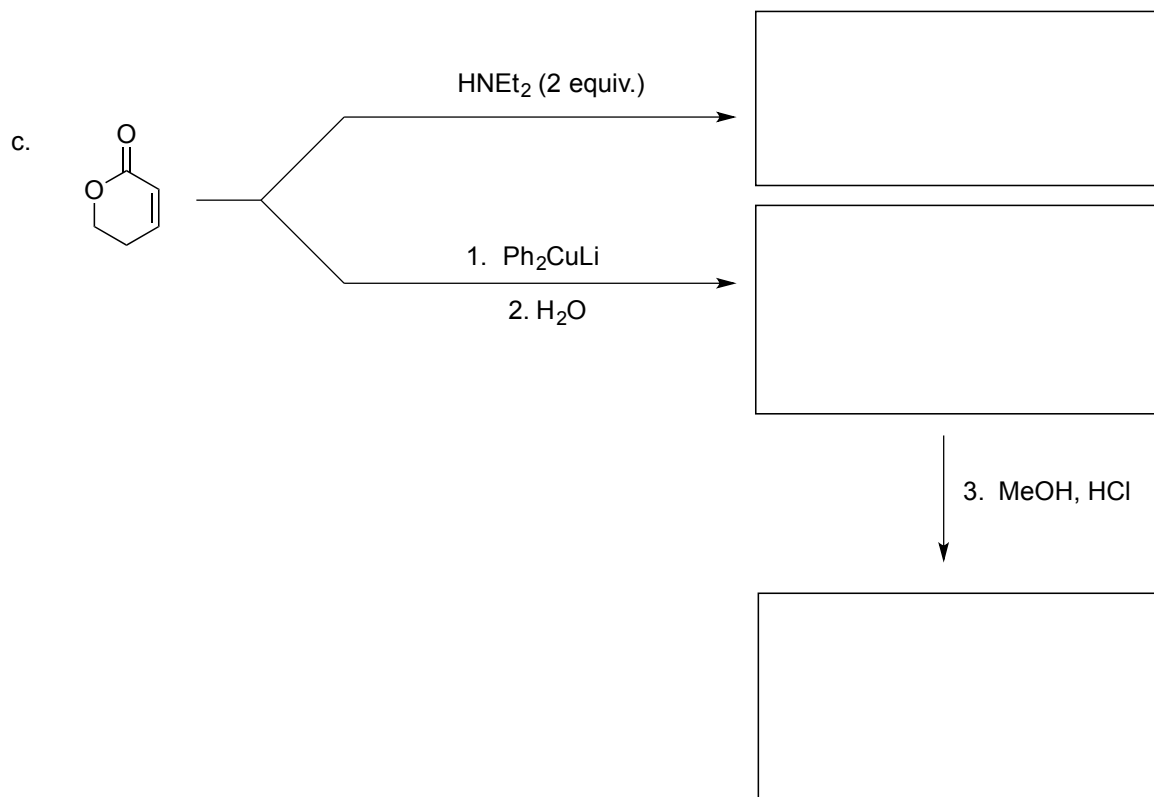 HNEt2 (2 equiv.)
c.
O
O
1. Ph2CuLi
2. H2O
3. MeOH, HCl